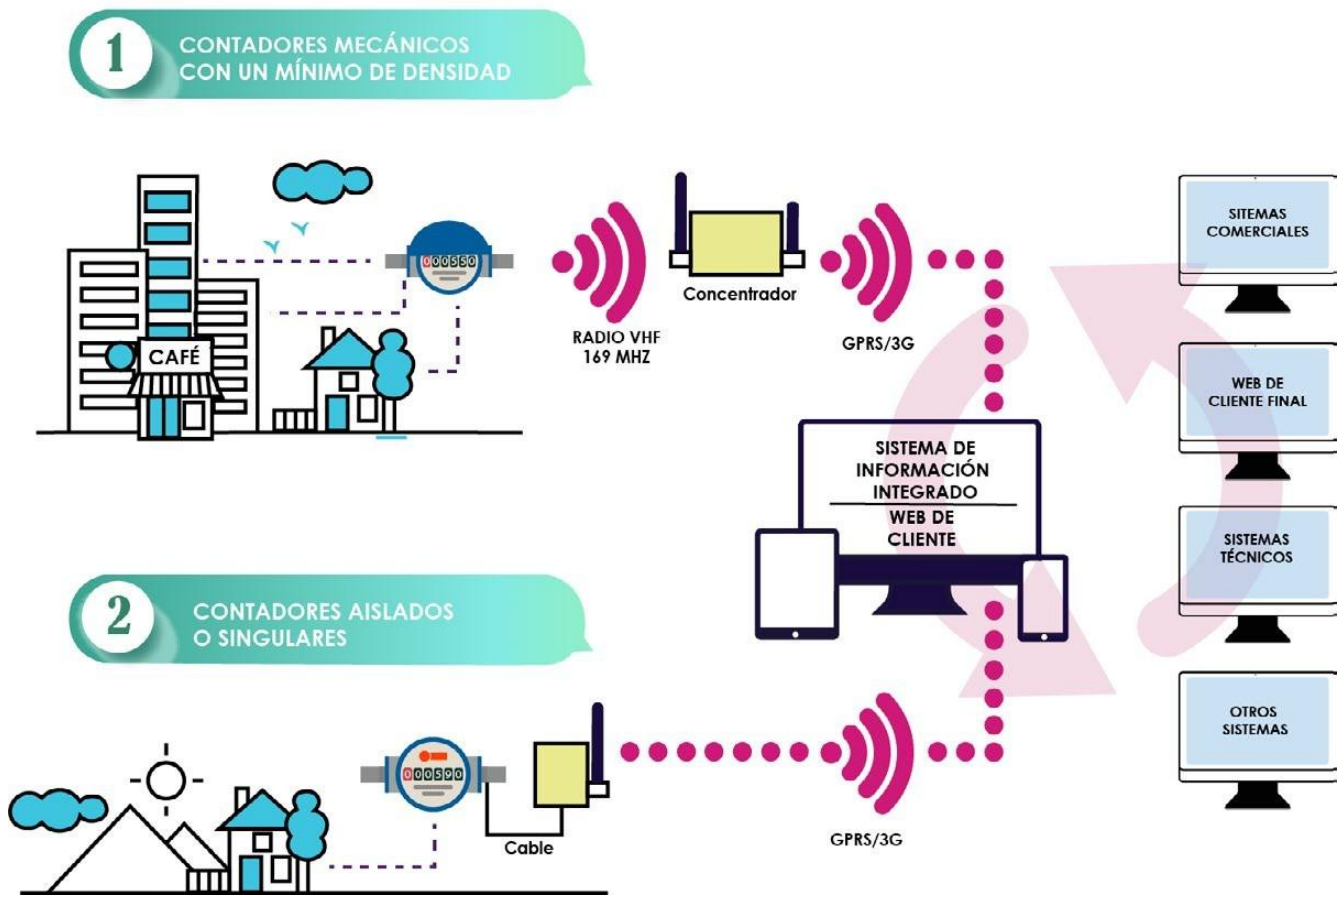 1
CONTADORES MECÁNICOS
CON UN MÍNIMO DE DENSIDAD
CAFÉ
000550
RADIO VHF
169 MHZ
Concentrador
GPRS/3G
SISTEMA DE
INFORMACIÓN
INTEGRADO
WEB DE
CLIENTE
SITEMAS
COMERCIALES
WEB DE
CLIENTE FINAL
SISTEMAS
TÉCNICOS
OTROS
SISTEMAS
2
CONTADORES AISLADOS
O SINGULARES
000590
Cable
GPRS/3G